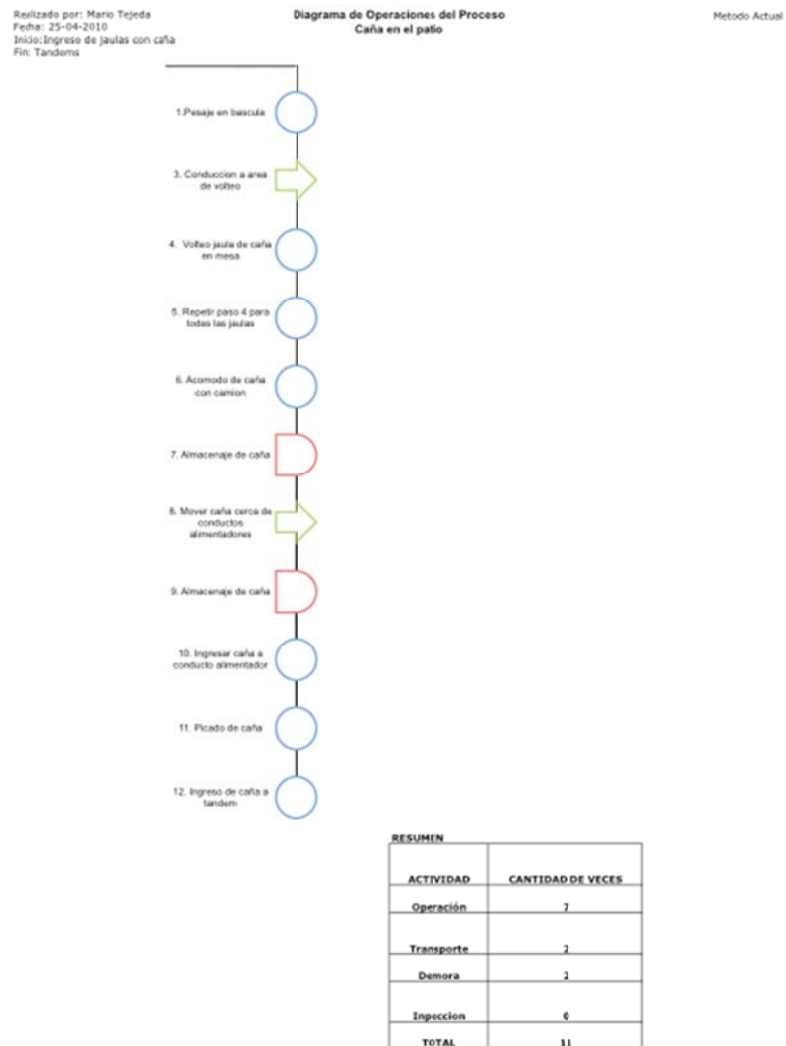 Realizado por: Mario Tejeda
Fecha: 25-04-2010
Inicio:Ingreso de jaulas con caña
Fin: Tandems
Diagrama de Operaciones del Proceso
Caña en el patio
Metodo Actual
1.Pesaje en bascula
3. Conduccion a area
de volteo
4. Volteo jaula de caña
en mesa
5. Repetir paso 4 para
todas las jaulas
6. Acomodo de caña
con camion
7. Almacenaje de caña
8. Mover caña cerca de
conductos
alimentadores
9. Almacenaje de caña
10. Ingresar caña a
conducto alimentador
11. Picado de caña
12. Ingreso de caña a
tandem
RESUMEN
ACTIVIDAD CANTIDAD DE VECES
Operación 7
Transporte 2
Demora 2
Inpeccion 0
TOTAL 11